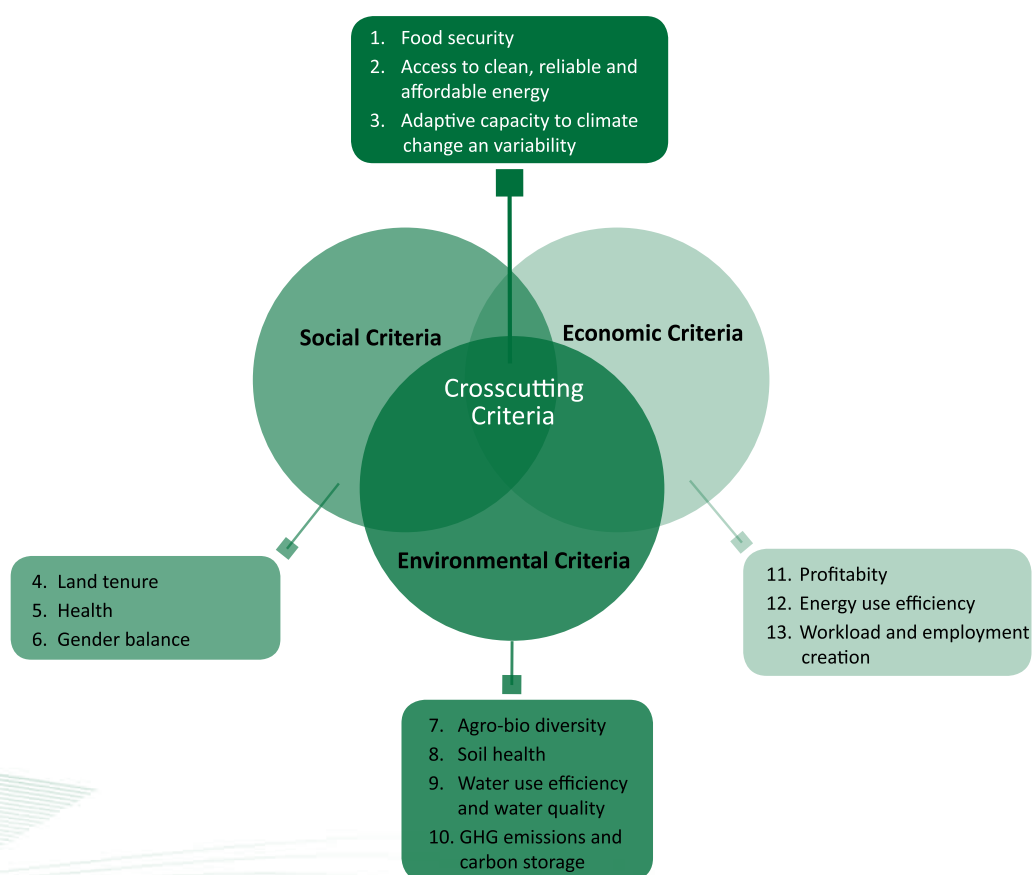 1. Food security
2. Access to clean, reliable and
affordable energy
3. Adaptive capacity to climate
change an variability
Social Criteria
Economic Criteria
Crosscutting
Criteria
Environmental Criteria
4. Land tenure
5. Health
6. Gender balance
11. Profitabity
12. Energy use efficiency
13. Workload and employment
creation
7. Agro-bio diversity
8. Soil health
9. Water use efficiency
and water quality
10. GHG emissions and
carbon storage